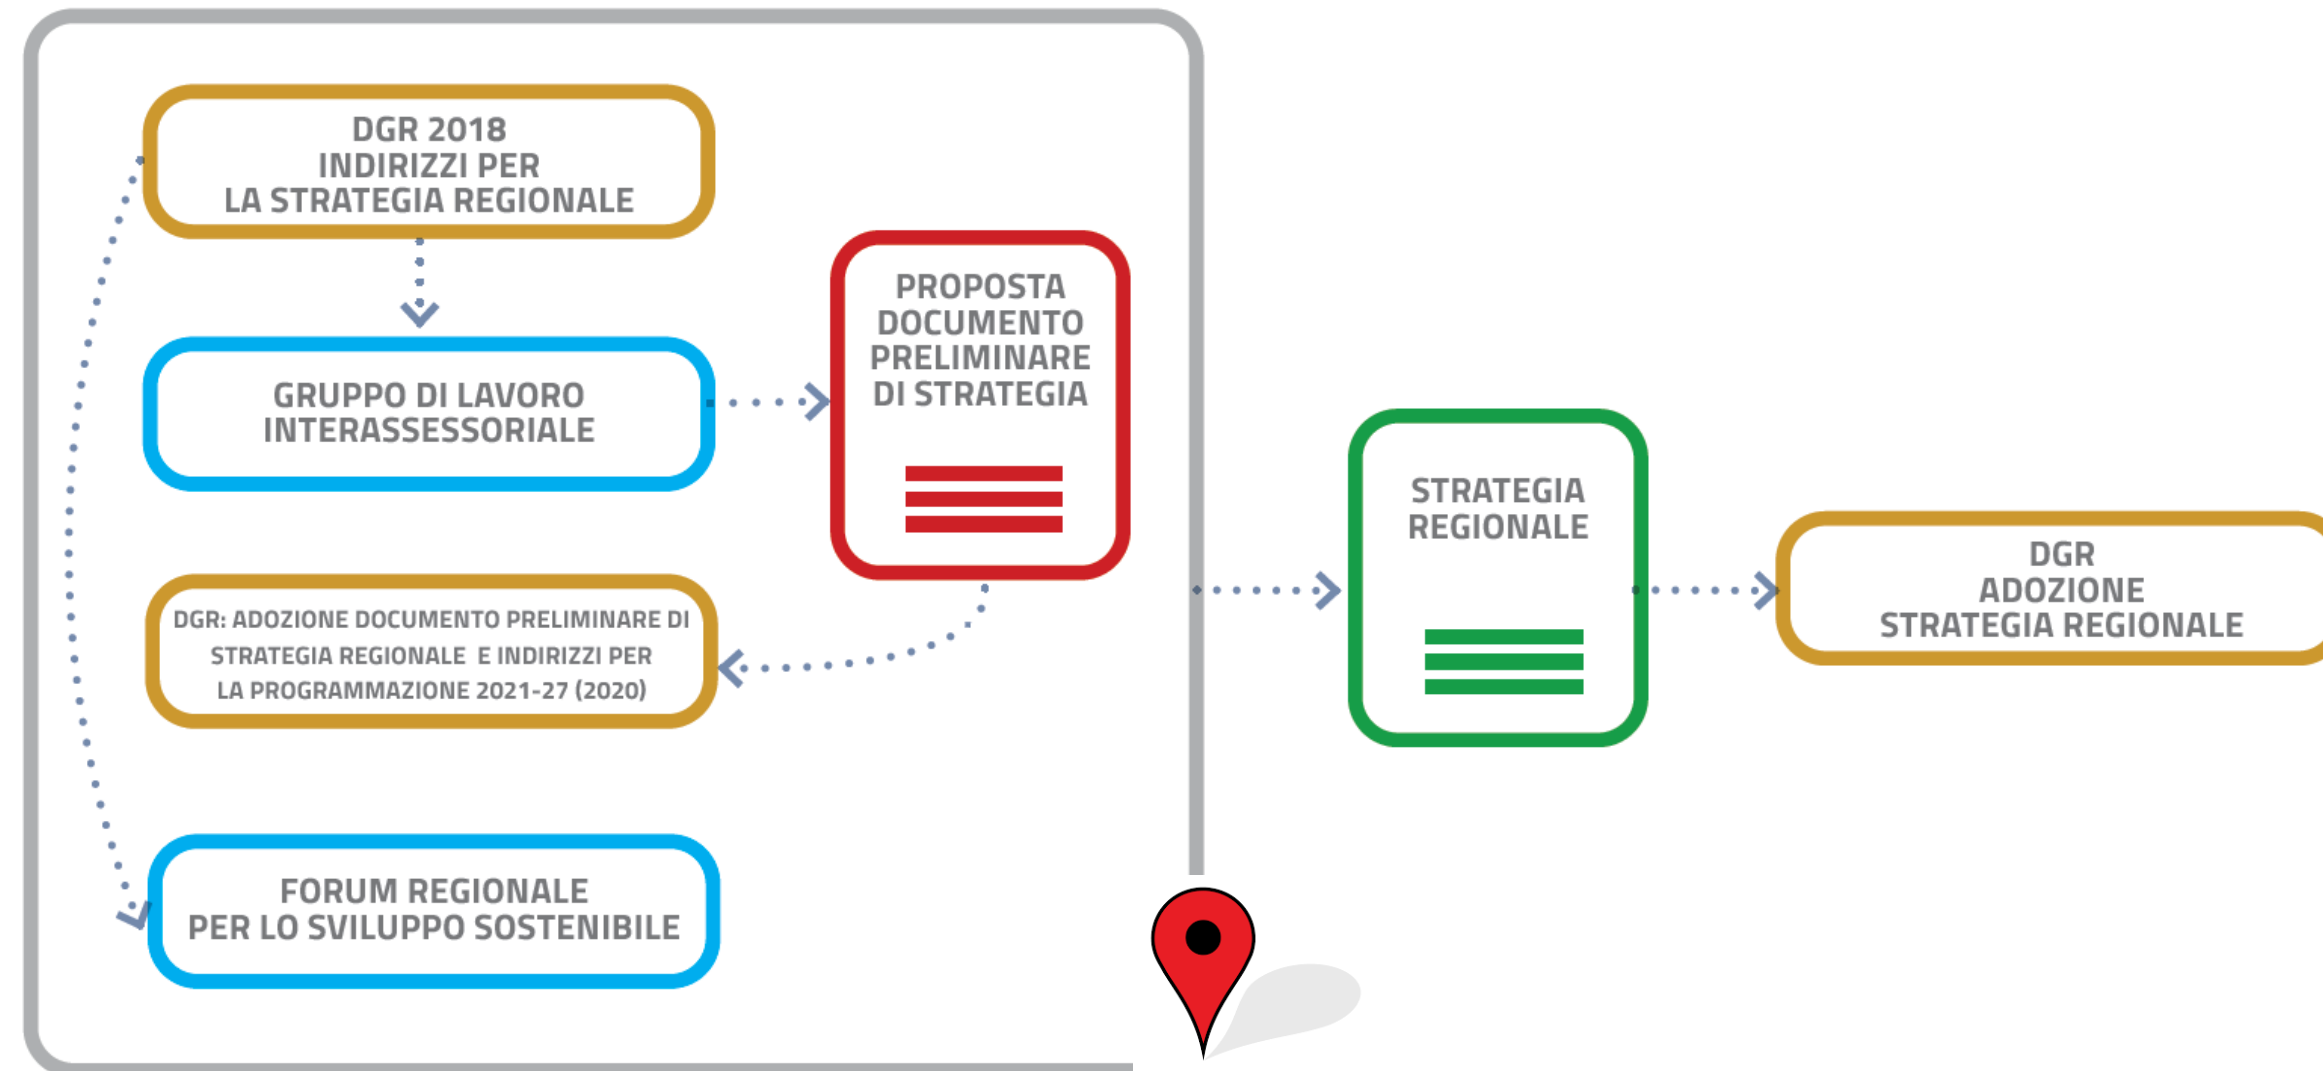 DGR 2018
INDIRIZZI PER
LA STRATEGIA REGIONALE
GRUPPO DI LAVORO
INTERASSESSORIALE
PROPOSTA
DOCUMENTO
PRELIMINARE
DI STRATEGIA
DGR: ADOZIONE DOCUMENTO PRELIMINARE DI
STRATEGIA REGIONALE E INDIRIZZI PER
LA PROGRAMMAZIONE 2021-27 (2020)
FORUM REGIONALE
PER LO SVILUPPO SOSTENIBILE
STRATEGIA
REGIONALE
DGR
ADOZIONE
STRATEGIA REGIONALE